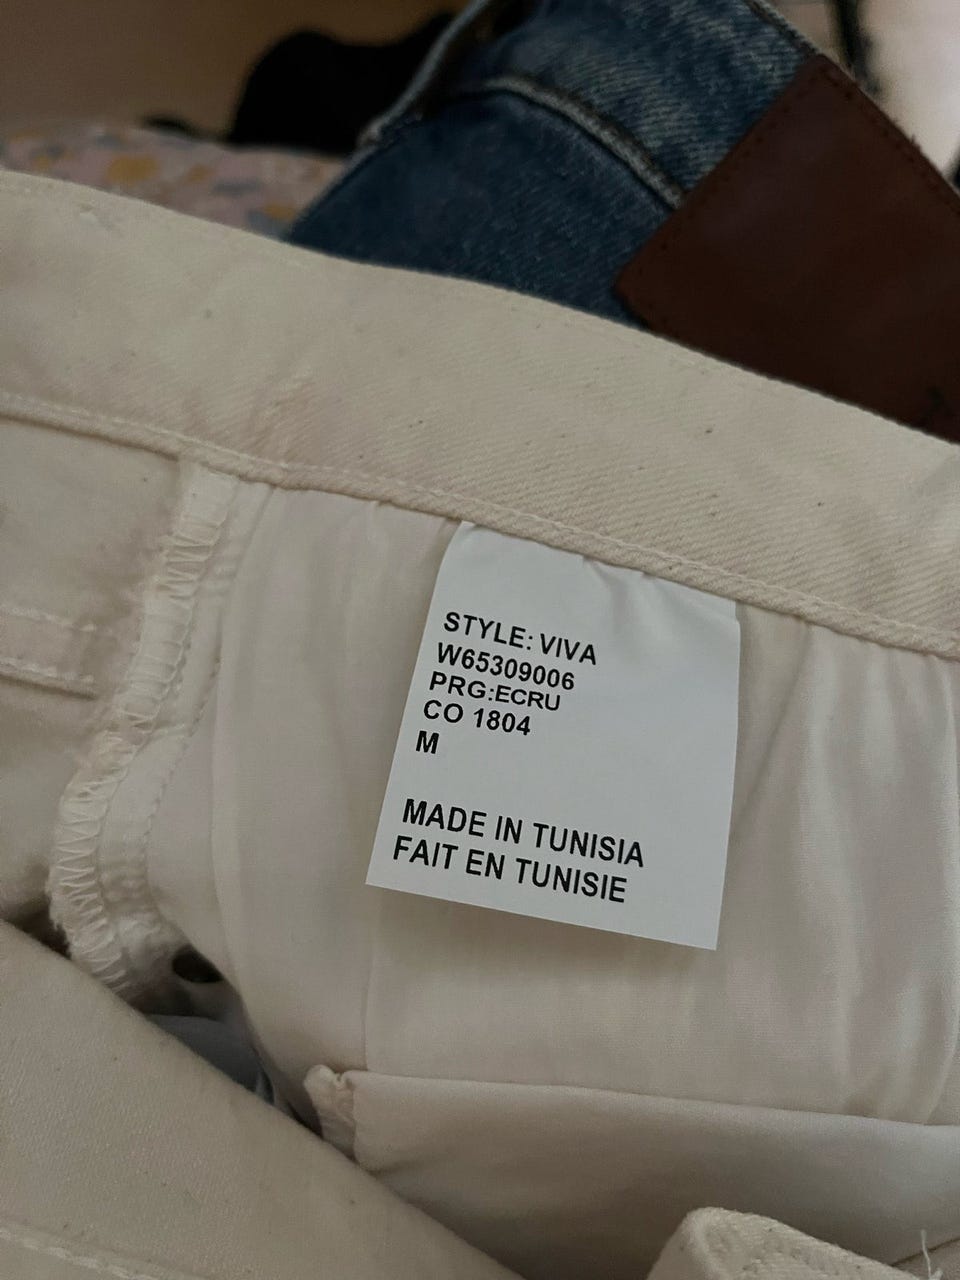 STYLE: VIVA
W65309006
PRG:ECRU
CO 1804
M
MADE IN TUNISIA
FAIT EN TUNISIE